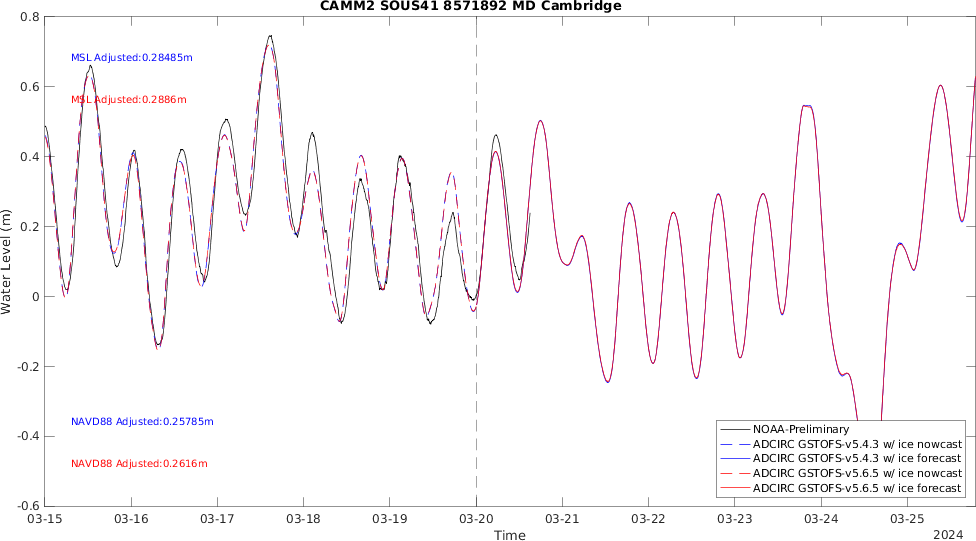 CAMM2 SOUS41 8571892 MD Cambridge
0.8
0.6
0.4
0.2
0
-0.2
-0.4
-0.6
Water Level (m)
MSL Adjusted:0.28485m
MSL Adjusted:0.2886m
NAVD88 Adjusted:0.25785m
NAVD88 Adjusted:0.2616m
NOAA-Preliminary
ADCIRC GSTOFS-v5.4.3 w/ ice nowcast
ADCIRC GSTOFS-v5.4.3 w/ ice forecast
ADCIRC GSTOFS-v5.6.5 w/ ice nowcast
ADCIRC GSTOFS-v5.6.5 w/ ice forecast
03-15 03-16 03-17 03-18 03-19 03-20 03-21 03-22 03-23 03-24 03-25
Time
2024